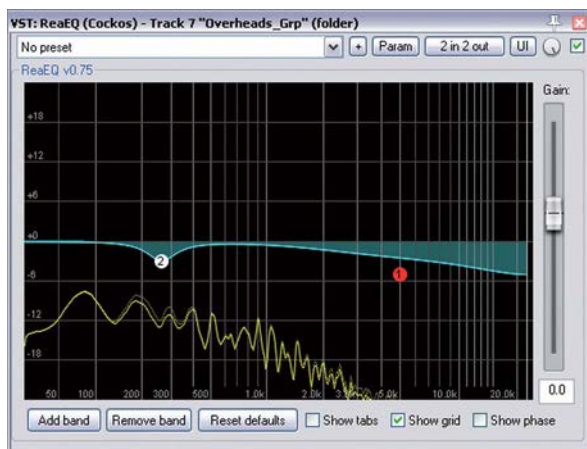 VST: ReaEQ (Cockos) - Track 7 "Overheads_Grp" (folder)
No preset + Param 2 in 2 out UI
ReaEQ v0.75
Gain:
+18
+12
+6
+0
-6
-12
-18
2
1
50 100 200 300 500 1.0k 2.0k 5.0k 10.0k 20.0k
0.0
Add band Remove band Reset defaults Show tabs Show grid Show phase